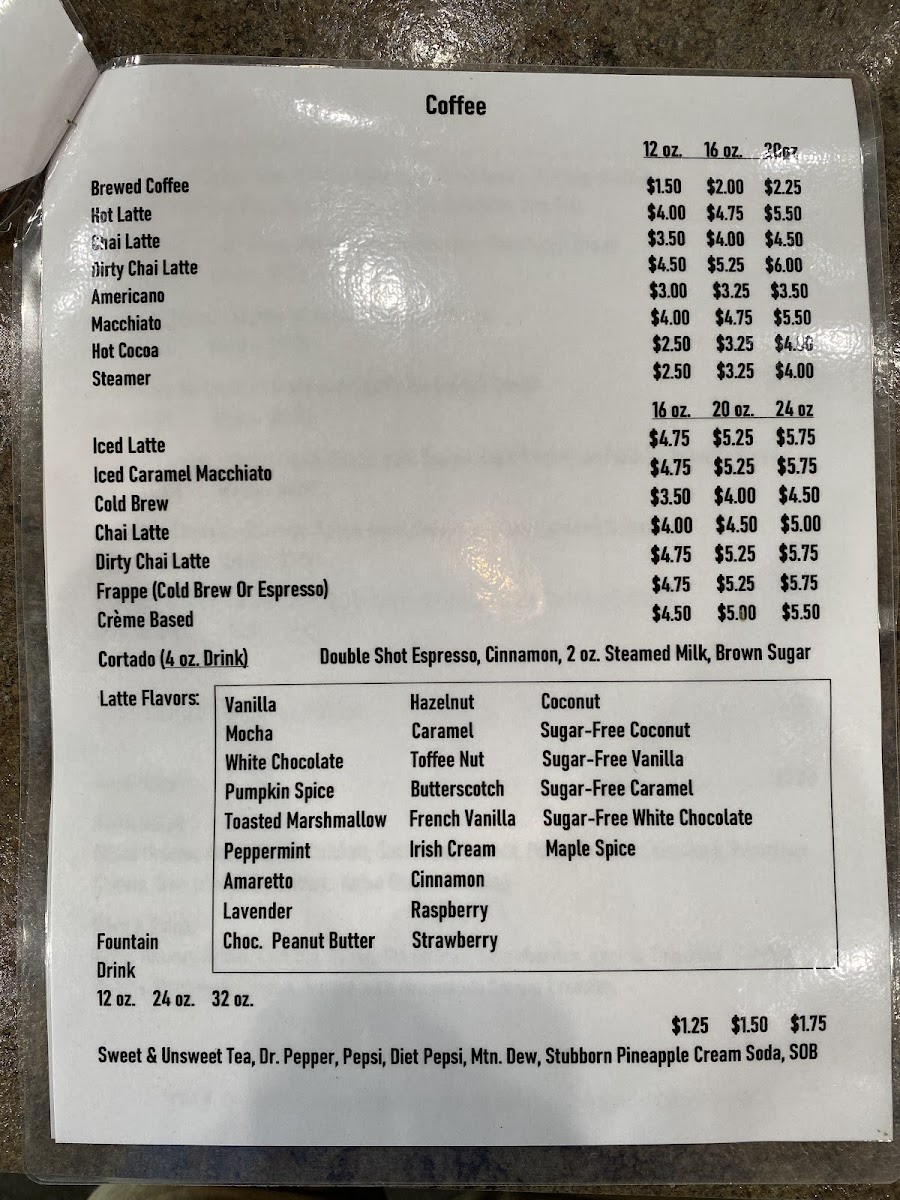 Coffee
12 oz. 16 oz. 20oz
Brewed Coffee $1.50 $2.00 $2.25
Hot Latte $4.00 $4.75 $5.50
Chai Latte $3.50 $4.00 $4.50
Dirty Chai Latte $4.50 $5.25 $6.00
Americano $3.00 $3.25 $3.50
Macchiato $4.00 $4.75 $5.50
Hot Cocoa $2.50 $3.25 $4.00
Steamer $2.50 $3.25 $4.00
16 oz. 20 oz. 24 oz
Iced Latte $4.75 $5.25 $5.75
Iced Caramel Macchiato $4.75 $5.25 $5.75
Cold Brew $3.50 $4.00 $4.50
Chai Latte $4.00 $4.50 $5.00
Dirty Chai Latte $4.75 $5.25 $5.75
Frappe (Cold Brew Or Espresso) $4.75 $5.25 $5.75
Crème Based $4.50 $5.00 $5.50
Cortado (4 oz. Drink) Double Shot Espresso, Cinnamon, 2 oz. Steamed Milk, Brown Sugar
Latte Flavors: Vanilla Hazelnut Coconut
Mocha Caramel Sugar-Free Coconut
White Chocolate Toffee Nut Sugar-Free Vanilla
Pumpkin Spice Butterscotch Sugar-Free Caramel
Toasted Marshmallow French Vanilla Sugar-Free White Chocolate
Peppermint Irish Cream Maple Spice
Amaretto Cinnamon
Lavender Raspberry
Choc. Peanut Butter Strawberry
Fountain
Drink
12 oz. 24 oz. 32 oz.
$1.25 $1.50 $1.75
Sweet & Unsweet Tea, Dr. Pepper, Pepsi, Diet Pepsi, Mtn. Dew, Stubborn Pineapple Cream Soda, SOB